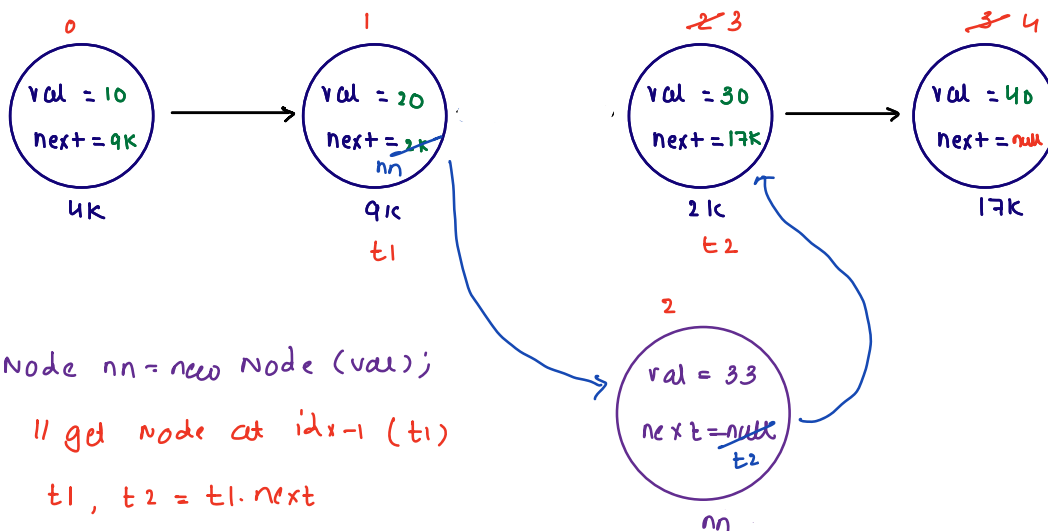 0
1
2 3
3 4
val = 10
next = 9K
4K
val = 20
next = 2K
nn
9K
t1
val = 30
next = 17K
21K
t2
val = 40
next = null
17K
2
val = 33
next = null
t2
nn
Node nn = new Node (val);
// get Node at idx-1 (t1)
t1, t2 = t1.next